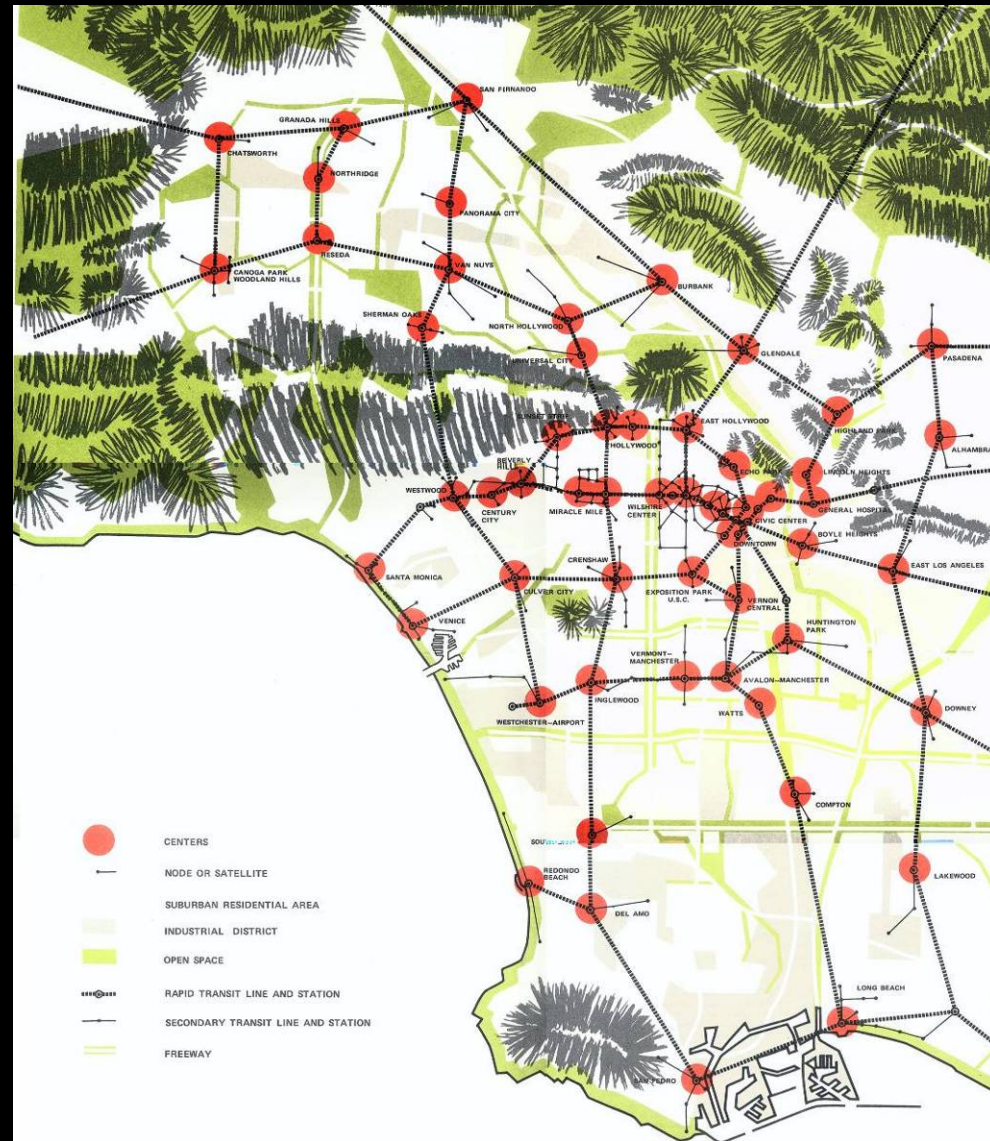 SAN FIRNANDO
GRANADA HILLS
CHATSWORTH
NORTHRIDGE
PANORAMA CITY
RESEDA
VAN NUYS
CANOGA PARK
WOODLAND HILLS
BURBANK
SHERMAN OAKS
NORTH HOLLYWOOD
UNIVERSAL CITY
GLENDALE
PASADENA
SUNSET STRIP
HOLLYWOOD
EAST HOLLYWOOD
HIGHLAND PARK
ALHAMBRA
BEVERLY
HILLS
ECHO PARK
LINCOLN HEIGHTS
WESTWOOD
CENTURY
CITY
MIRACLE MILE
WILSHIRE
CENTER
CIVIC CENTER
GENERAL HOSPITAL
DOWNTOWN
BOYLE HEIGHTS
SANTA MONICA
CULVER CITY
CRENSHAW
EXPOSITION PARK
U.S.C.
EAST LOS ANGELES
VERNON
CENTRAL
VENICE
HUNTINGTON
PARK
VERMONT—
MANCHESTER
AVALON—MANCHESTER
WESTCHESTER—AIRPORT
INGLEWOOD
WATTS
DOWNEY
COMPTON
REDONDO
BEACH
DEL AMO
LAKEWOOD
LONG BEACH
SAN PEDRO
CENTERS
NODE OR SATELLITE
SUBURBAN RESIDENTIAL AREA
INDUSTRIAL DISTRICT
OPEN SPACE
RAPID TRANSIT LINE AND STATION
SECONDARY TRANSIT LINE AND STATION
FREEWAY